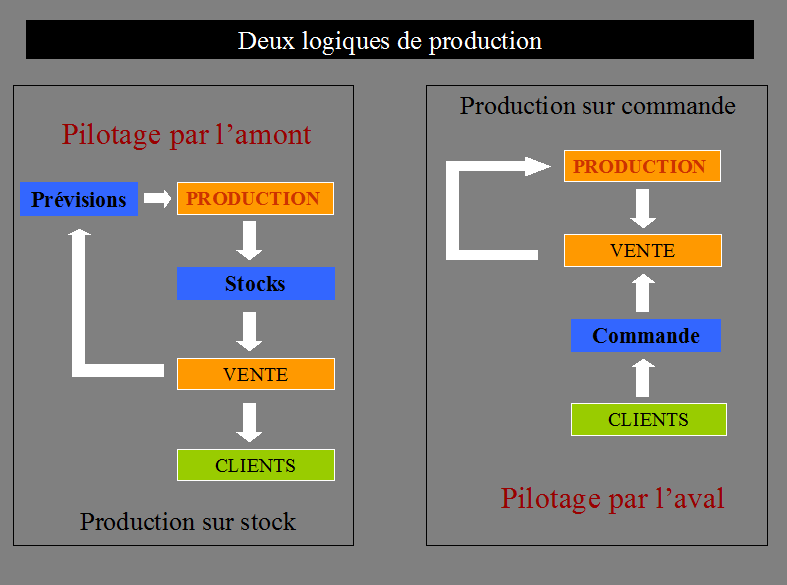 Deux logiques de production
Pilotage par l’amont
Prévisions
PRODUCTION
Stocks
VENTE
CLIENTS
Production sur stock
Production sur commande
PRODUCTION
VENTE
Commande
CLIENTS
Pilotage par l’aval